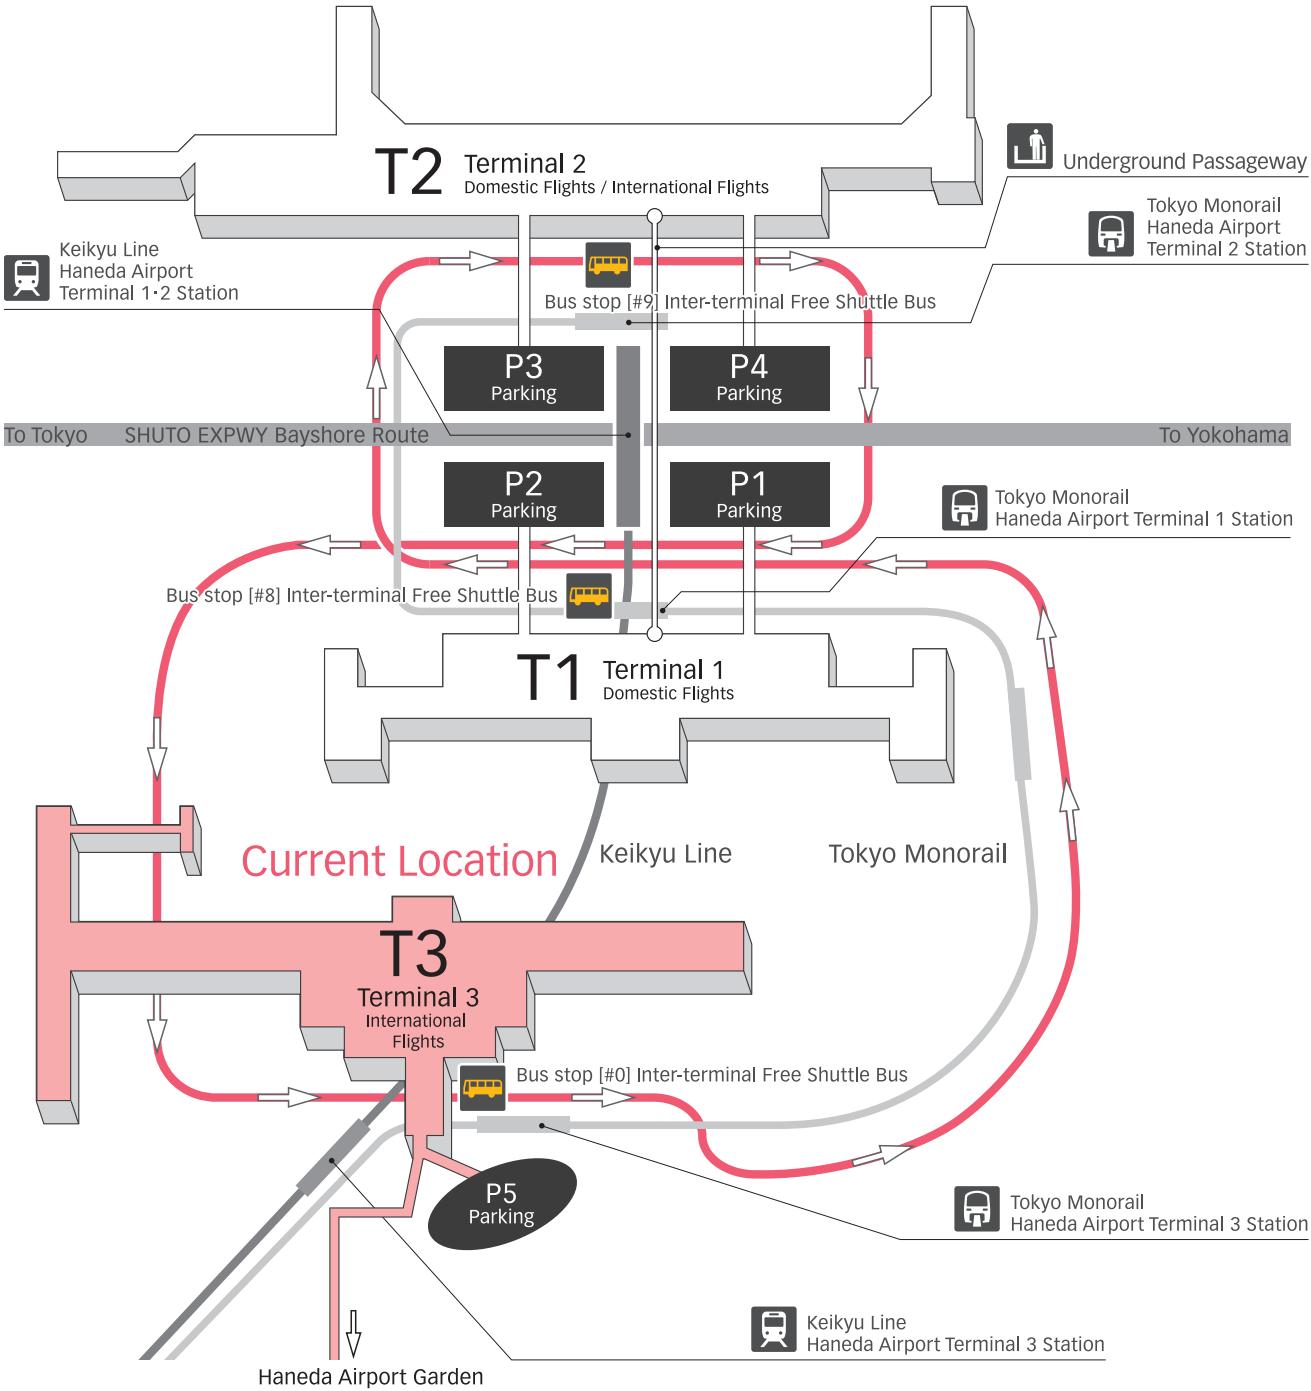 T2
Terminal 2
Domestic Flights / International Flights
Underground Passageway
Tokyo Monorail
Haneda Airport
Terminal 2 Station
Keikyu Line
Haneda Airport
Terminal 1･2 Station
Bus stop [#9] Inter-terminal Free Shuttle Bus
P3
Parking
P4
Parking
To Tokyo
SHUTO EXPWY Bayshore Route
To Yokohama
P2
Parking
P1
Parking
Tokyo Monorail
Haneda Airport Terminal 1 Station
Bus stop [#8] Inter-terminal Free Shuttle Bus
T1
Terminal 1
Domestic Flights
Current Location
Keikyu Line
Tokyo Monorail
T3
Terminal 3
International
Flights
Bus stop [#0] Inter-terminal Free Shuttle Bus
P5
Parking
Tokyo Monorail
Haneda Airport Terminal 3 Station
Keikyu Line
Haneda Airport Terminal 3 Station
Haneda Airport Garden